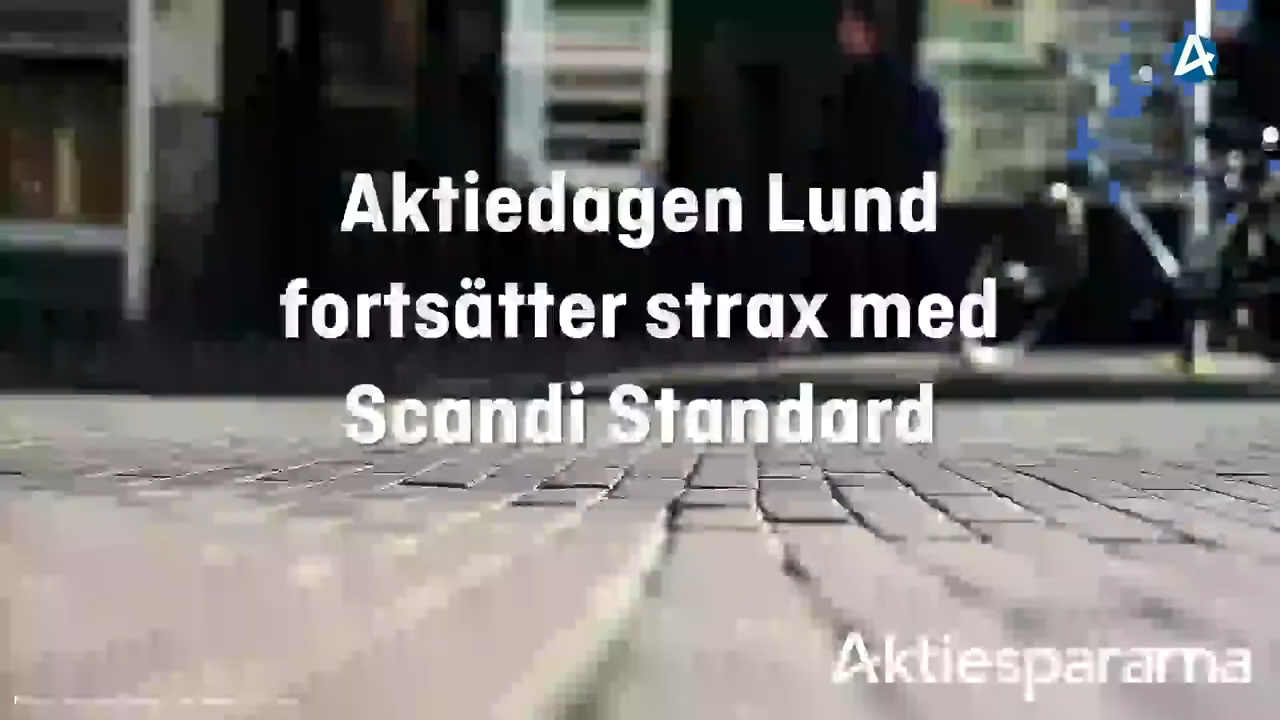 Aktiedagen Lund
fortsätter strax med
Scandi Standard
Aktiespararna